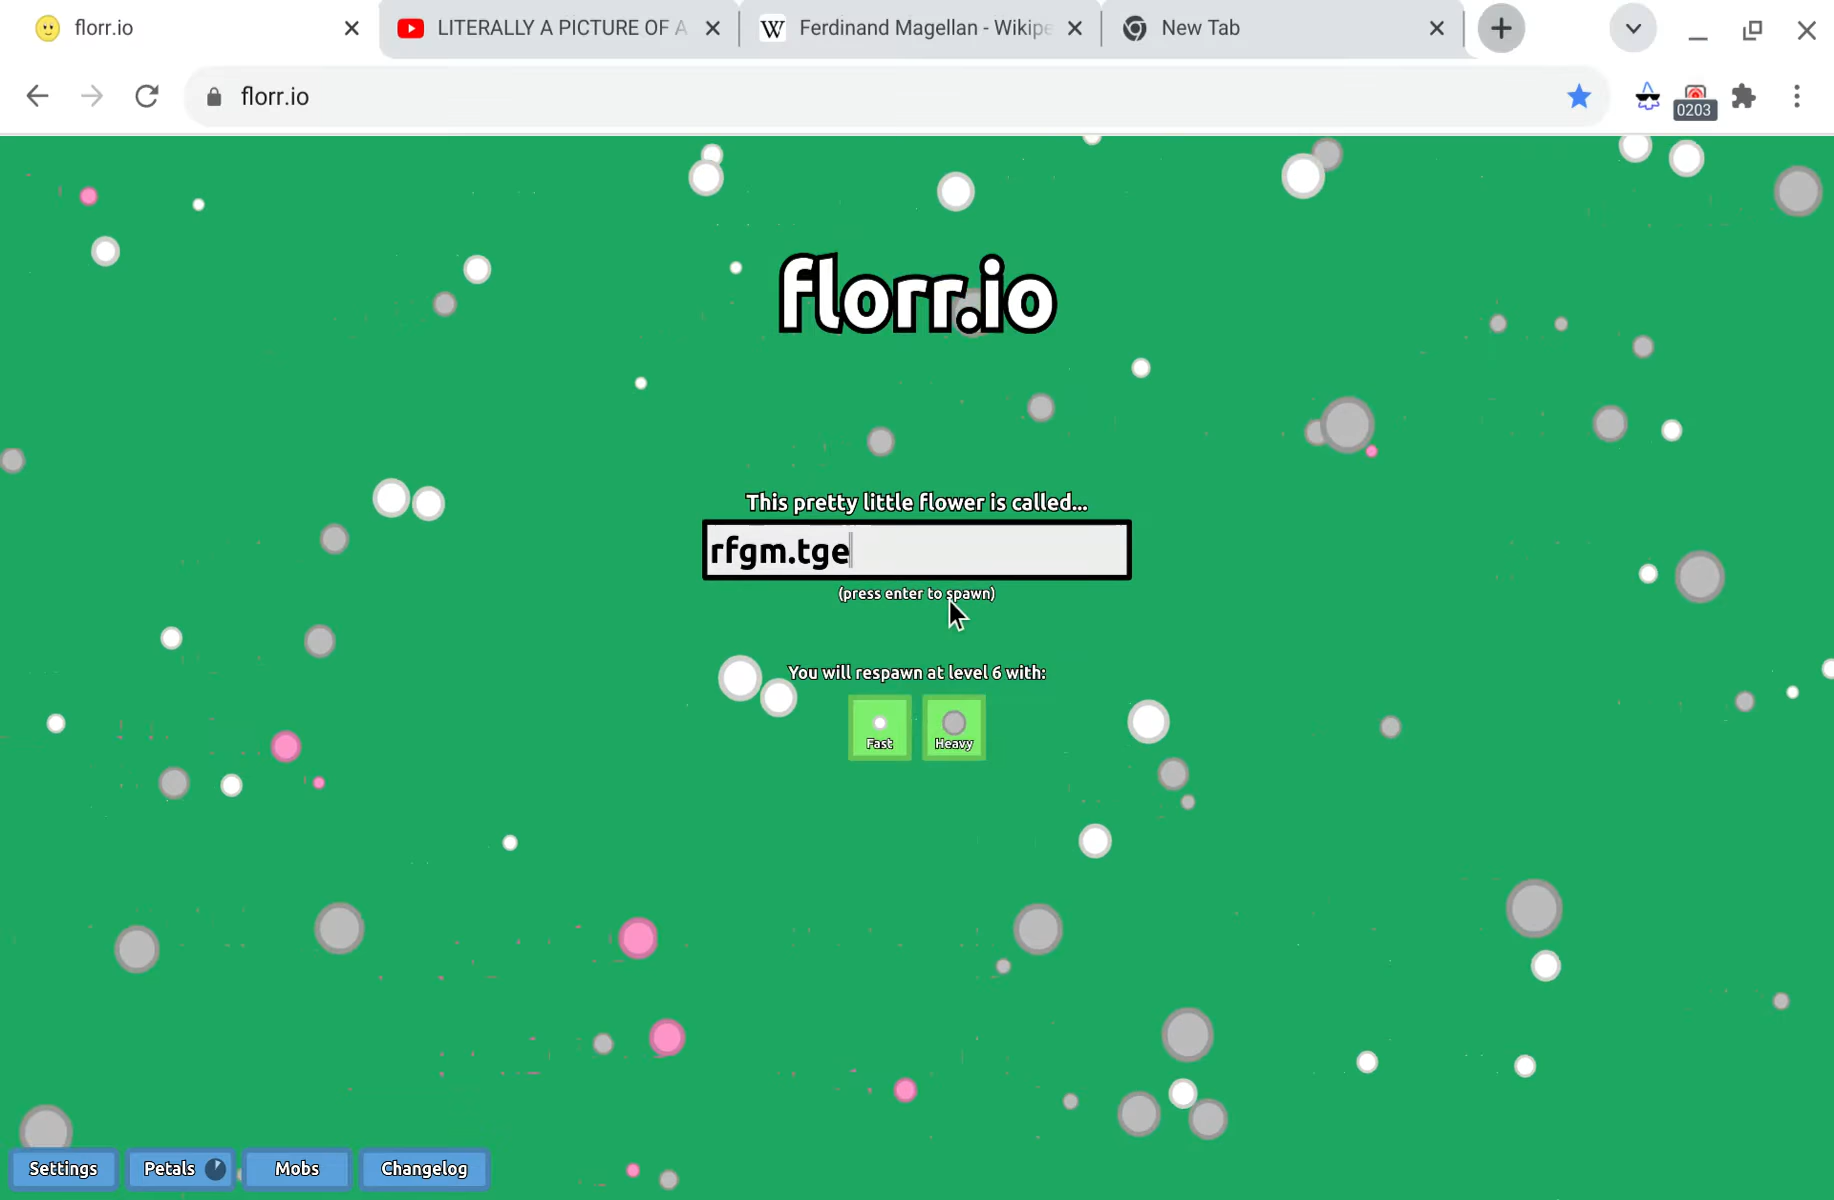 florr.io
LITERALLY A PICTURE OF A
Ferdinand Magellan - Wikipe
New Tab
florr.io
0203
florr.io
This pretty little flower is called...
rfgm.tge
(press enter to spawn)
You will respawn at level 6 with:
Fast Heavy
Settings Petals Mobs Changelog